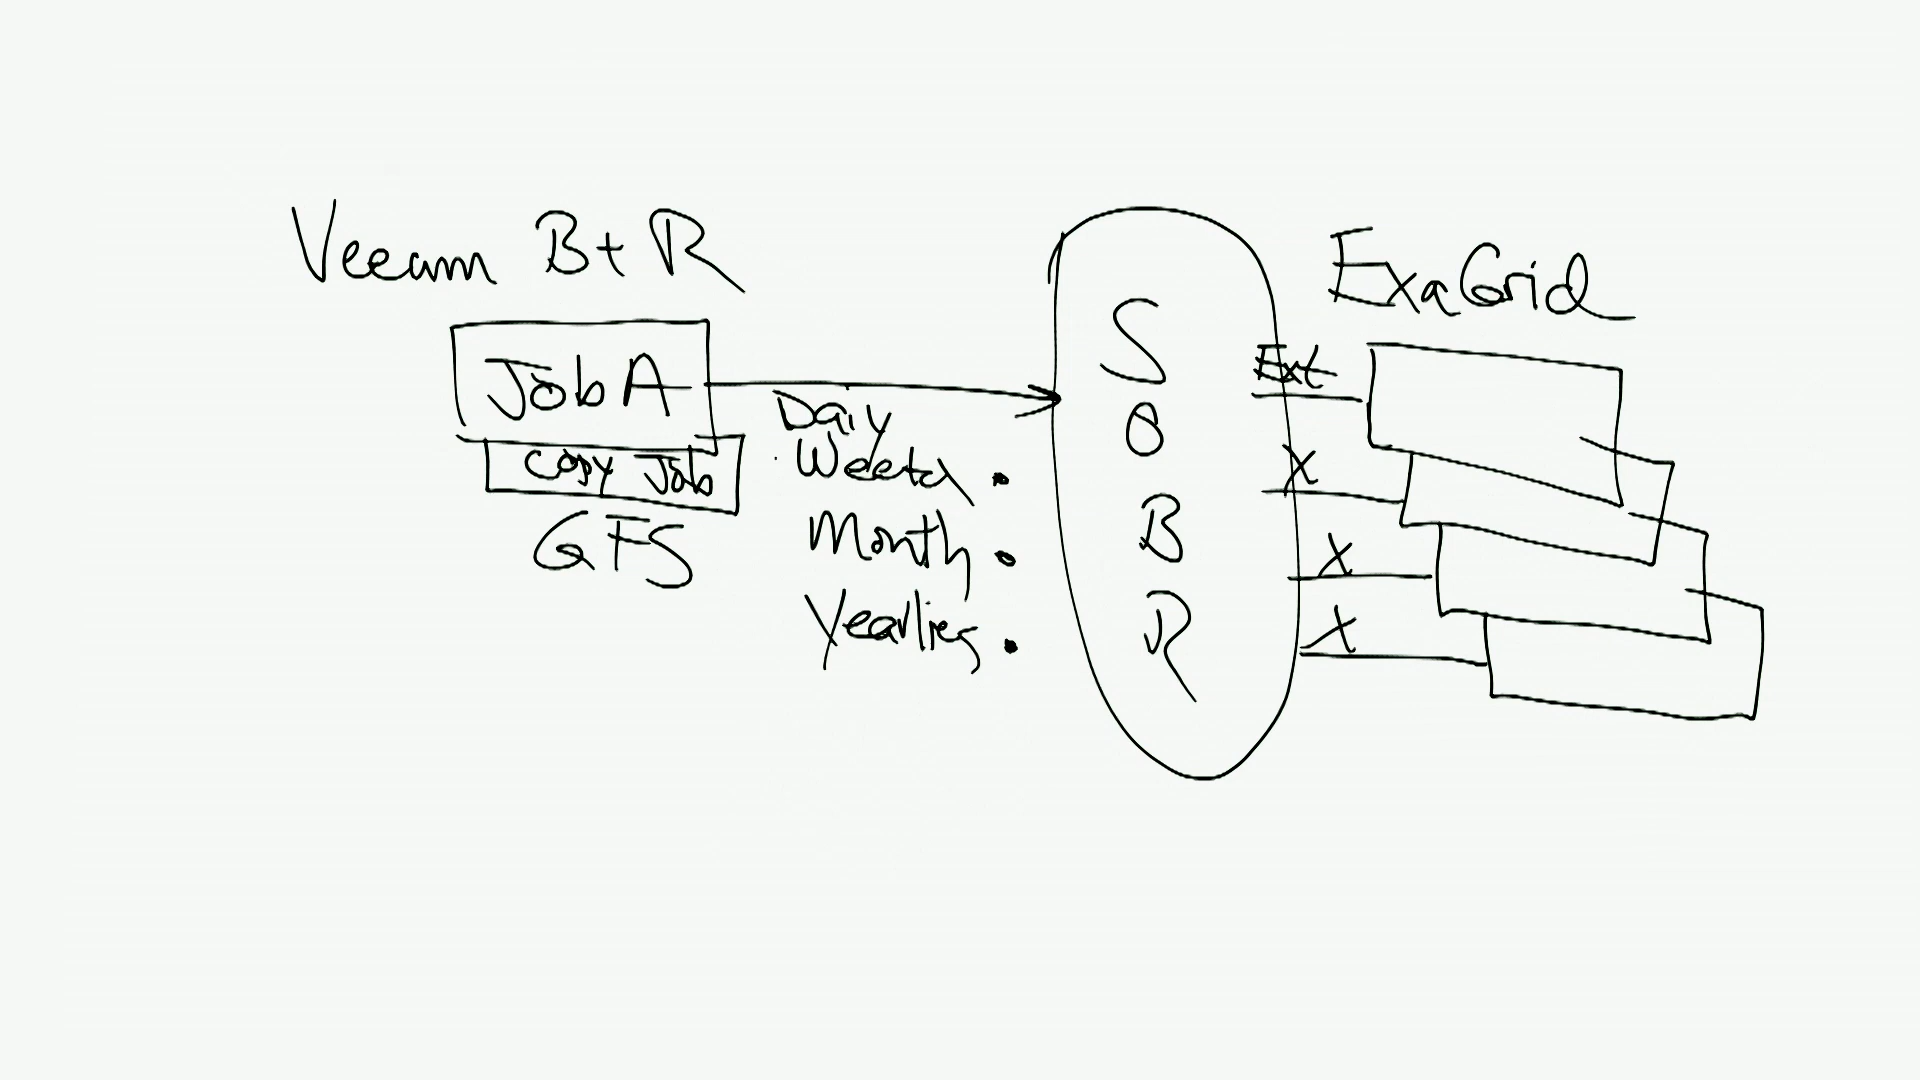 Veeam B+R
Job A
Copy Job
GFS
Daily
Weekly
Month
Yearlies
S
O
B
R
ExaGrid
Ext
X
X
X